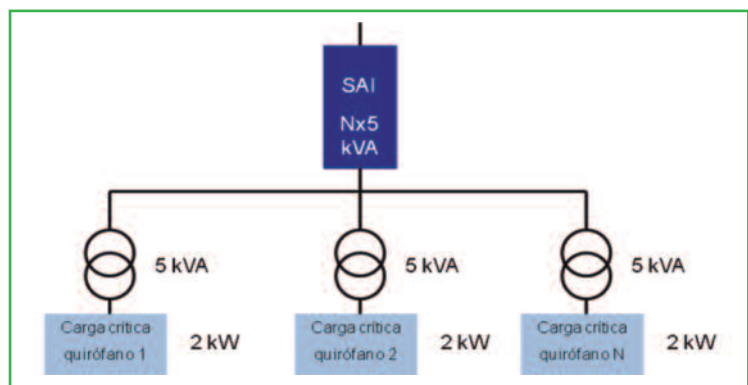 SAI
Nx5
kVA
5 kVA
5 kVA
5 kVA
Carga crítica
quirófano 1
2 kW
Carga crítica
quirófano 2
2 kW
Carga crítica
quirófano N
2 kW